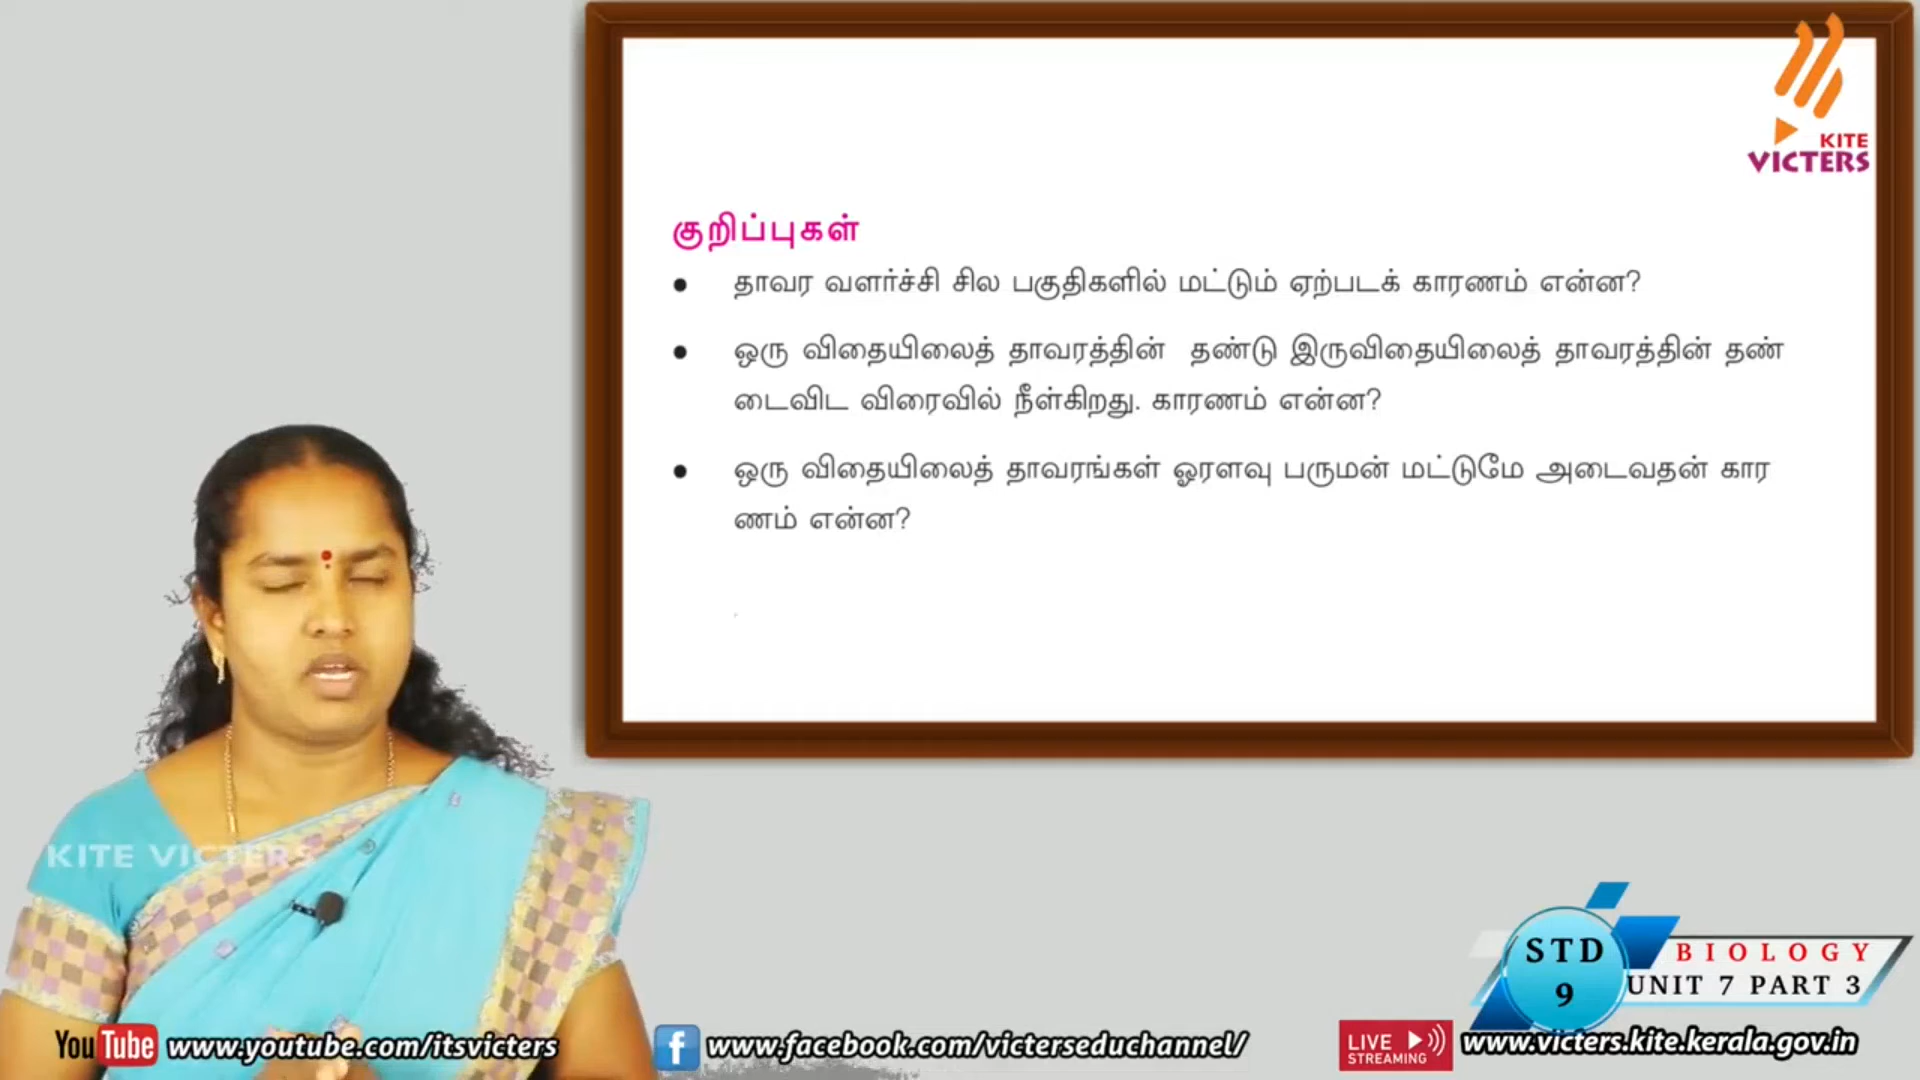 KITE
VICTERS
குறிப்புகள்
● தாவர வளர்ச்சி சில பகுதிகளில் மட்டும் ஏற்படக் காரணம் என்ன?
● ஒரு விதையிலைத் தாவரத்தின் தண்டு இருவிதையிலைத் தாவரத்தின் தண்
டைவிட விரைவில் நீள்கிறது. காரணம் என்ன?
● ஒரு விதையிலைத் தாவரங்கள் ஓரளவு பருமன் மட்டுமே அடைவதன் கார
ணம் என்ன?
KITE VICTERS
STD
9
BIOLOGY
UNIT 7 PART 3
YouTube www.youtube.com/itsvicters
f www.facebook.com/victerseduchannel/
LIVE
STREAMING
www.victers.kite.kerala.gov.in